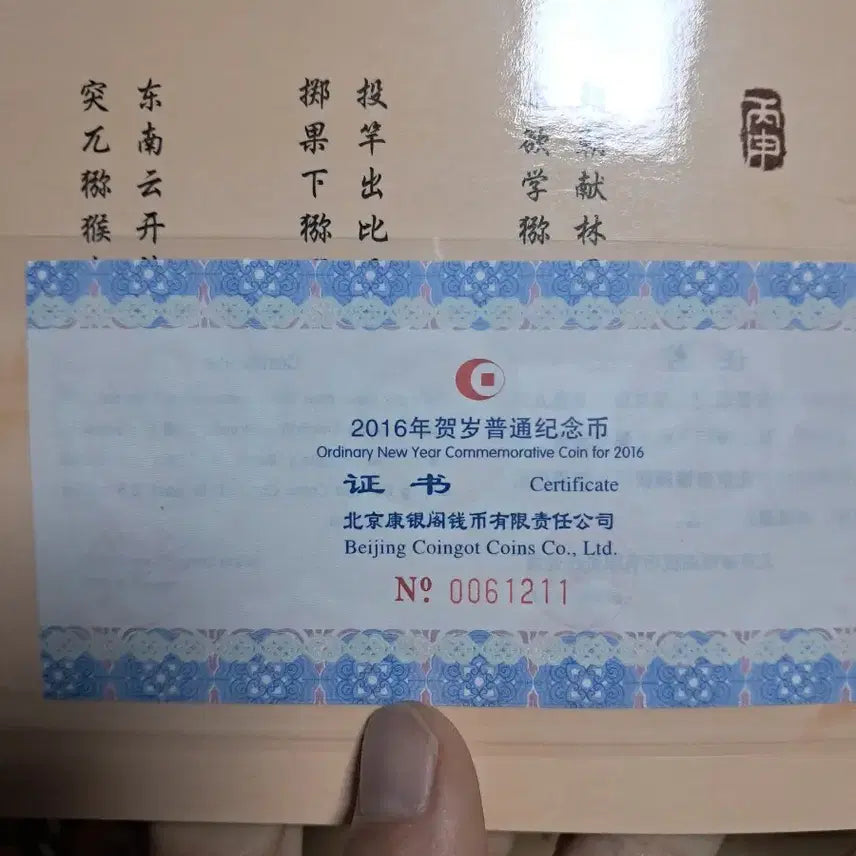 丙申
献林
欲学猕
投竿出比
掷果下猕
东南云开
突兀猕猴
2016年贺岁普通纪念币
Ordinary New Year Commemorative Coin for 2016
证书 Certificate
北京康银阁钱币有限责任公司
Beijing Coingot Coins Co., Ltd.
Nº 0061211